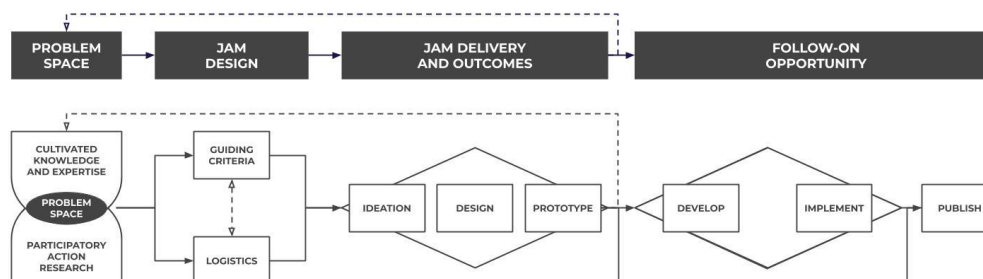 PROBLEM
SPACE
JAM
DESIGN
JAM DELIVERY
AND OUTCOMES
FOLLOW-ON
OPPORTUNITY
CULTIVATED
KNOWLEDGE
AND EXPERTISE
PROBLEM
SPACE
PARTICIPATORY
ACTION
RESEARCH
GUIDING
CRITERIA
LOGISTICS
IDEATION
DESIGN
PROTOTYPE
DEVELOP
IMPLEMENT
PUBLISH